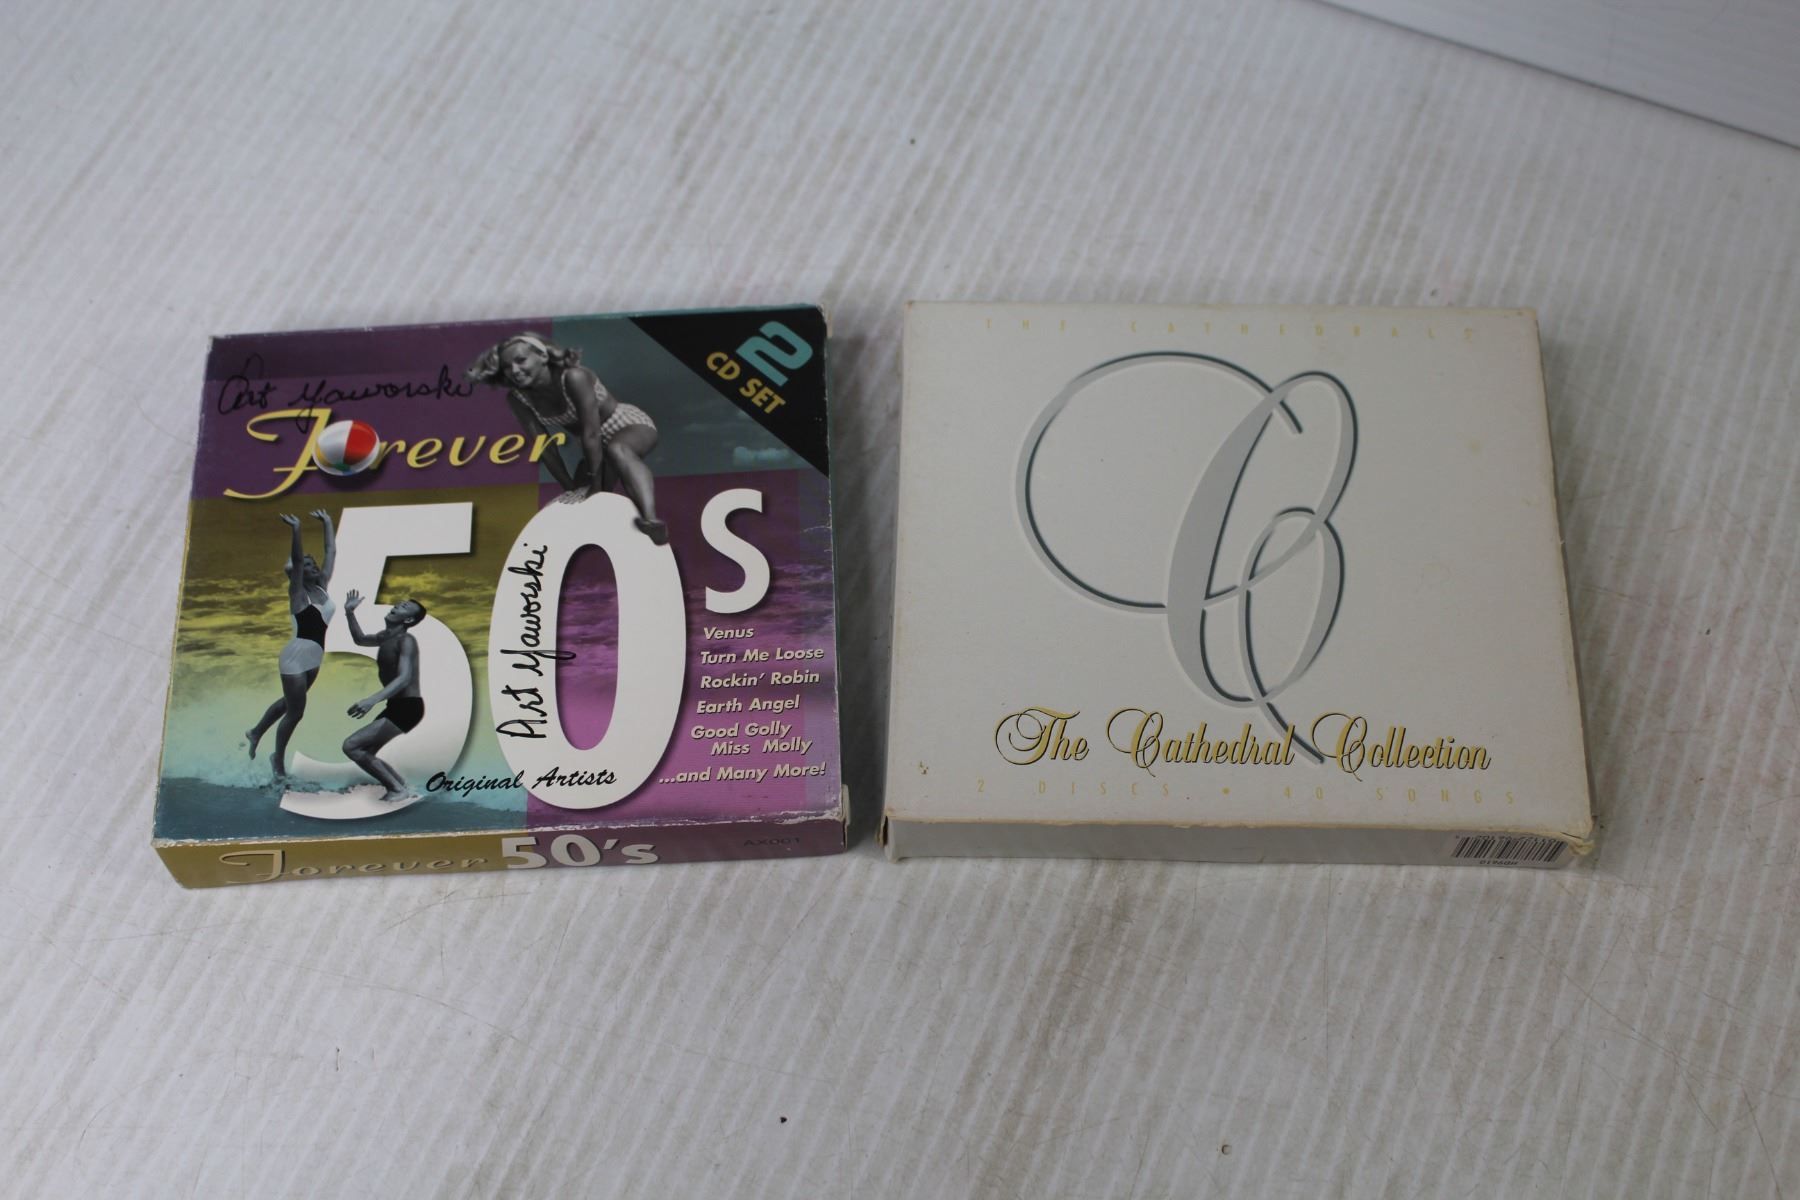 2
CD SET
Art Yaworski
Forever
50s
Art Yaworski
Venus
Turn Me Loose
Rockin' Robin
Earth Angel
Good Golly
Miss Molly
...and Many More!
Original Artists
Forever 50's
AX001
THE CATHEDRALS
The Cathedral Collection
2 DISCS • 40 SONGS